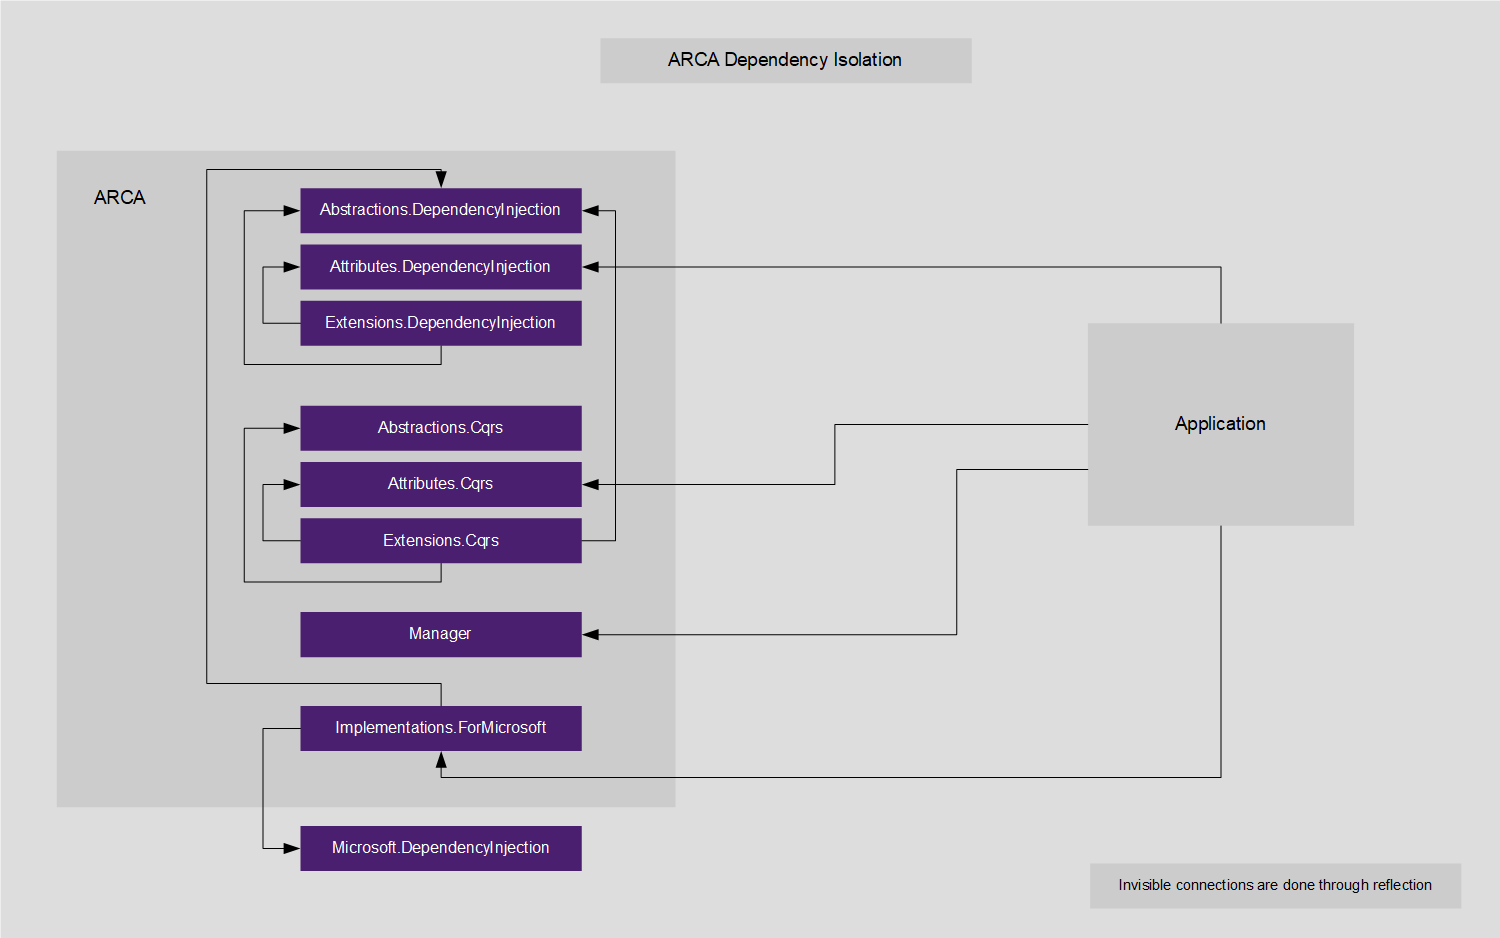 ARCA Dependency Isolation
ARCA
Abstractions.DependencyInjection
Attributes.DependencyInjection
Extensions.DependencyInjection
Abstractions.Cqrs
Attributes.Cqrs
Extensions.Cqrs
Manager
Implementations.ForMicrosoft
Microsoft.DependencyInjection
Application
Invisible connections are done through reflection